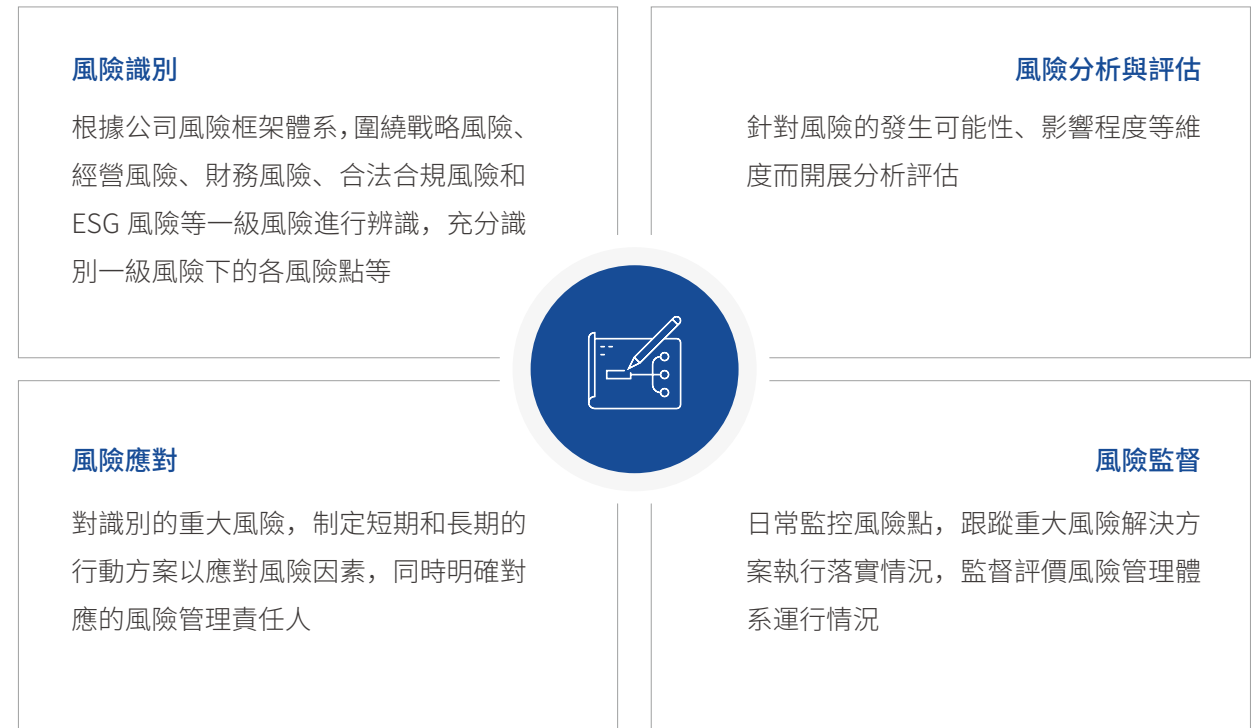 風險識別
根據公司風險框架體系，圍繞戰略風險、
經營風險、財務風險、合法合規風險和
ESG 風險等一級風險進行辨識，充分識
別一級風險下的各風險點等
風險分析與評估
針對風險的發生可能性、影響程度等維
度而開展分析評估
風險應對
對識別的重大風險，制定短期和長期的
行動方案以應對風險因素，同時明確對
應的風險管理責任人
風險監督
日常監控風險點，跟蹤重大風險解決方
案執行落實情況，監督評價風險管理體
系運行情況